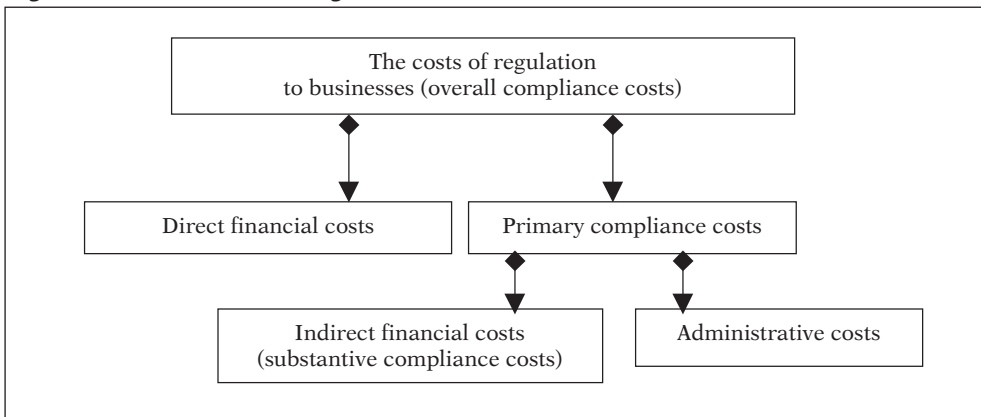 The costs of regulation
to businesses (overall compliance costs)
Direct financial costs
Primary compliance costs
Indirect financial costs
(substantive compliance costs)
Administrative costs